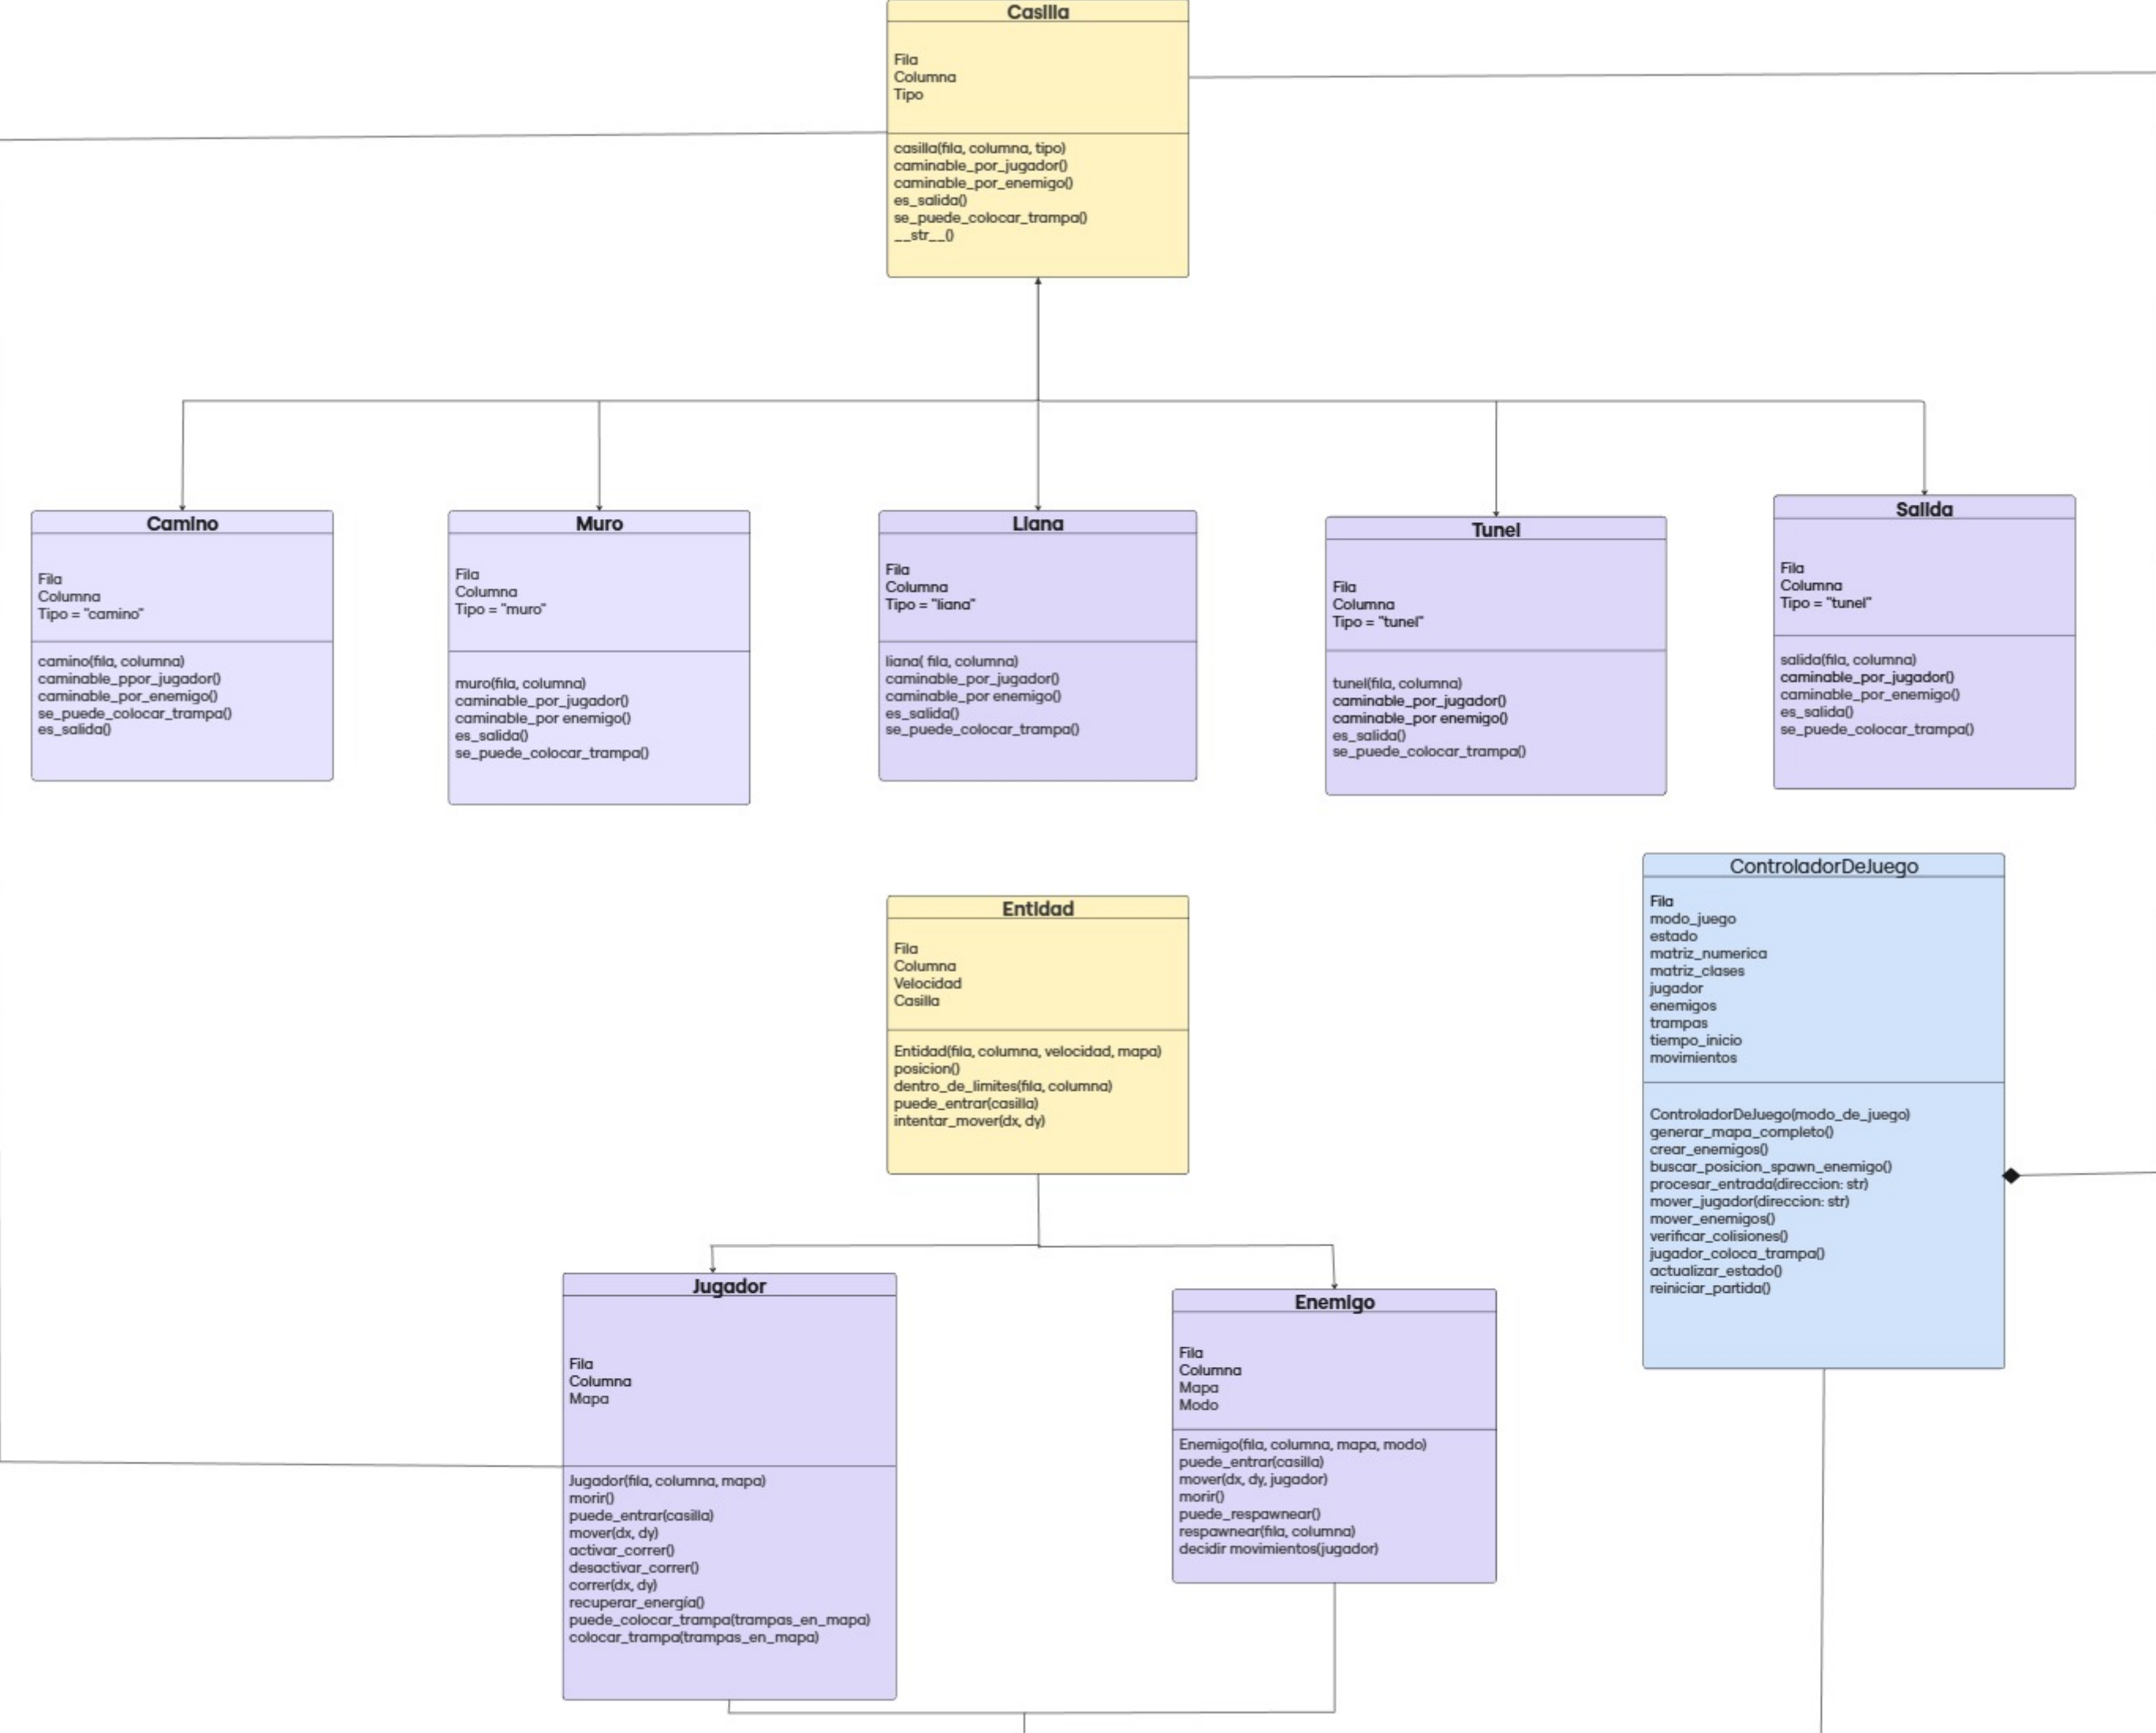 Casilla
Fila
Columna
Tipo
casilla(fila, columna, tipo)
caminable_por_jugador()
caminable_por_enemigo()
es_salida()
se_puede_colocar_trampa()
__str__()
Camino
Fila
Columna
Tipo = "camino"
camino(fila, columna)
caminable_ppor_jugador()
caminable_por_enemigo()
se_puede_colocar_trampa()
es_salida()
Muro
Fila
Columna
Tipo = "muro"
muro(fila, columna)
caminable_por_jugador()
caminable_por enemigo()
es_salida()
se_puede_colocar_trampa()
Liana
Fila
Columna
Tipo = "liana"
liana( fila, columna)
caminable_por_jugador()
caminable_por enemigo()
es_salida()
se_puede_colocar_trampa()
Tunel
Fila
Columna
Tipo = "tunel"
tunel(fila, columna)
caminable_por_jugador()
caminable_por enemigo()
es_salida()
se_puede_colocar_trampa()
Salida
Fila
Columna
Tipo = "tunel"
salida(fila, columna)
caminable_por_jugador()
caminable_por_enemigo()
es_salida()
se_puede_colocar_trampa()
Entidad
Fila
Columna
Velocidad
Casilla
Entidad(fila, columna, velocidad, mapa)
posicion()
dentro_de_limites(fila, columna)
puede_entrar(casilla)
intentar_mover(dx, dy)
ControladorDeJuego
Fila
modo_juego
estado
matriz_numerica
matriz_clases
jugador
enemigos
trampas
tiempo_inicio
movimientos
ControladorDeJuego(modo_de_juego)
generar_mapa_completo()
crear_enemigos()
buscar_posicion_spawn_enemigo()
procesar_entrada(direccion: str)
mover_jugador(direccion: str)
mover_enemigos()
verificar_colisiones()
jugador_coloca_trampa()
actualizar_estado()
reiniciar_partida()
Jugador
Fila
Columna
Mapa
Jugador(fila, columna, mapa)
morir()
puede_entrar(casilla)
mover(dx, dy)
activar_correr()
desactivar_correr()
correr(dx, dy)
recuperar_energía()
puede_colocar_trampa(trampas_en_mapa)
colocar_trampa(trampas_en_mapa)
Enemigo
Fila
Columna
Mapa
Modo
Enemigo(fila, columna, mapa, modo)
puede_entrar(casilla)
mover(dx, dy, jugador)
morir()
puede_respawnear()
respawnear(fila, columna)
decidir movimientos(jugador)